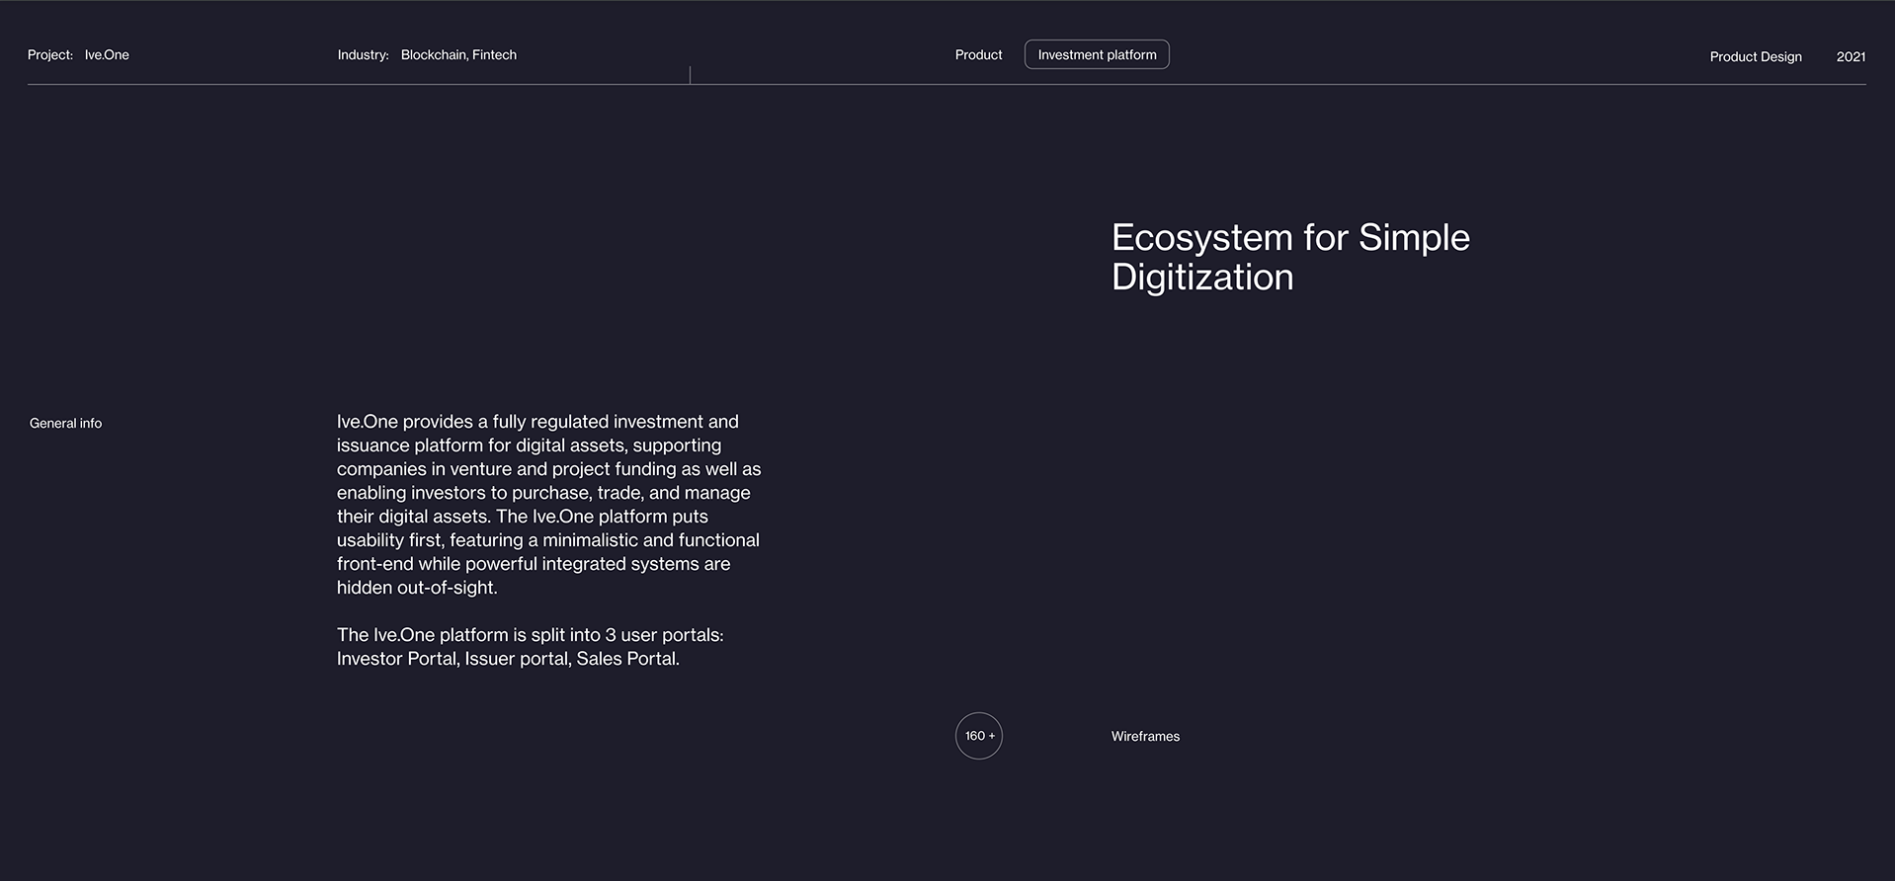 Project: Ive.One
Industry: Blockchain, Fintech
Product
Investment platform
Product Design
2021
Ecosystem for Simple
Digitization
General info
Ive.One provides a fully regulated investment and
issuance platform for digital assets, supporting
companies in venture and project funding as well as
enabling investors to purchase, trade, and manage
their digital assets. The Ive.One platform puts
usability first, featuring a minimalistic and functional
front-end while powerful integrated systems are
hidden out-of-sight.
The Ive.One platform is split into 3 user portals:
Investor Portal, Issuer portal, Sales Portal.
160 +
Wireframes